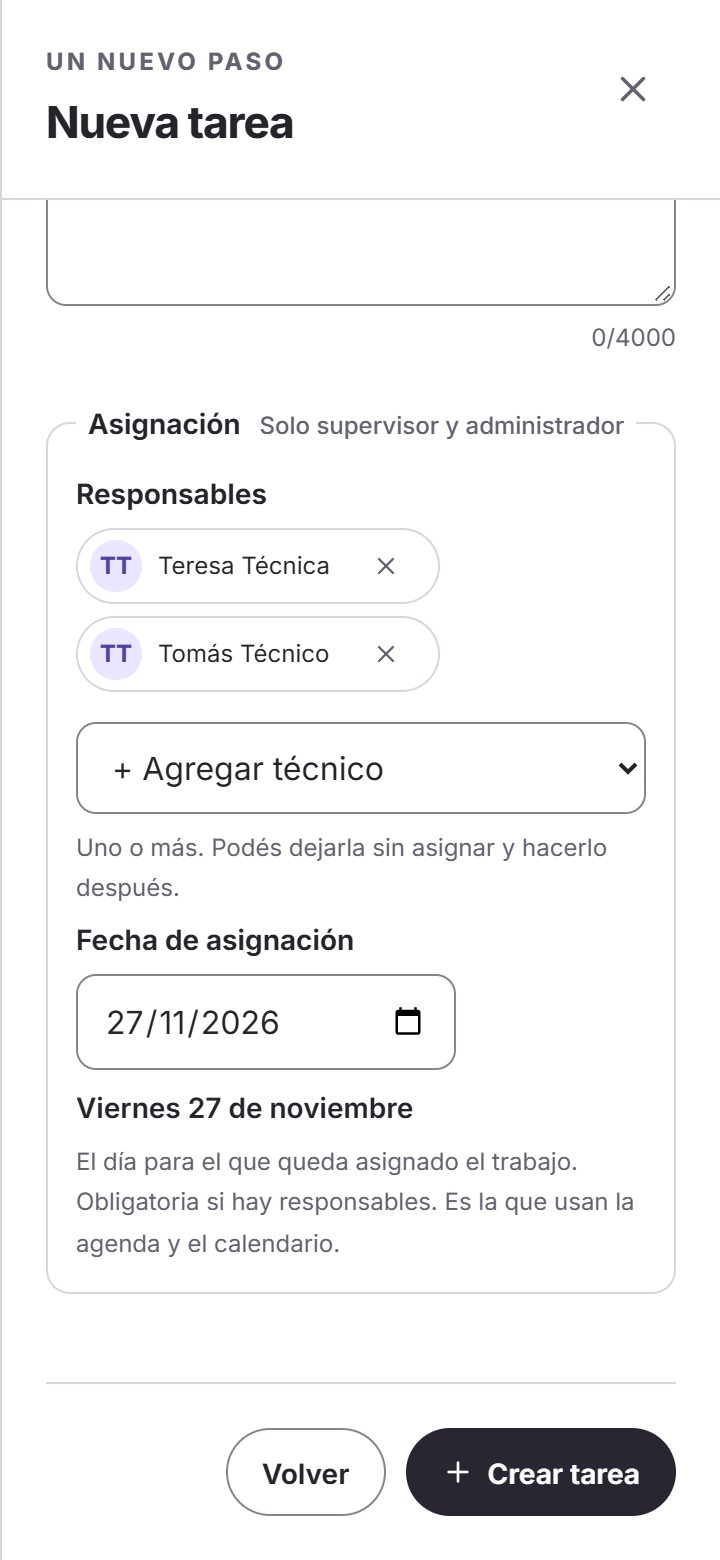 UN NUEVO PASO
Nueva tarea
0/4000
Asignación Solo supervisor y administrador
Responsables
TT Teresa Técnica
TT Tomás Técnico
+ Agregar técnico
Uno o más. Podés dejarla sin asignar y hacerlo
después.
Fecha de asignación
27/11/2026
Viernes 27 de noviembre
El día para el que queda asignado el trabajo.
Obligatoria si hay responsables. Es la que usan la
agenda y el calendario.
Volver
+ Crear tarea